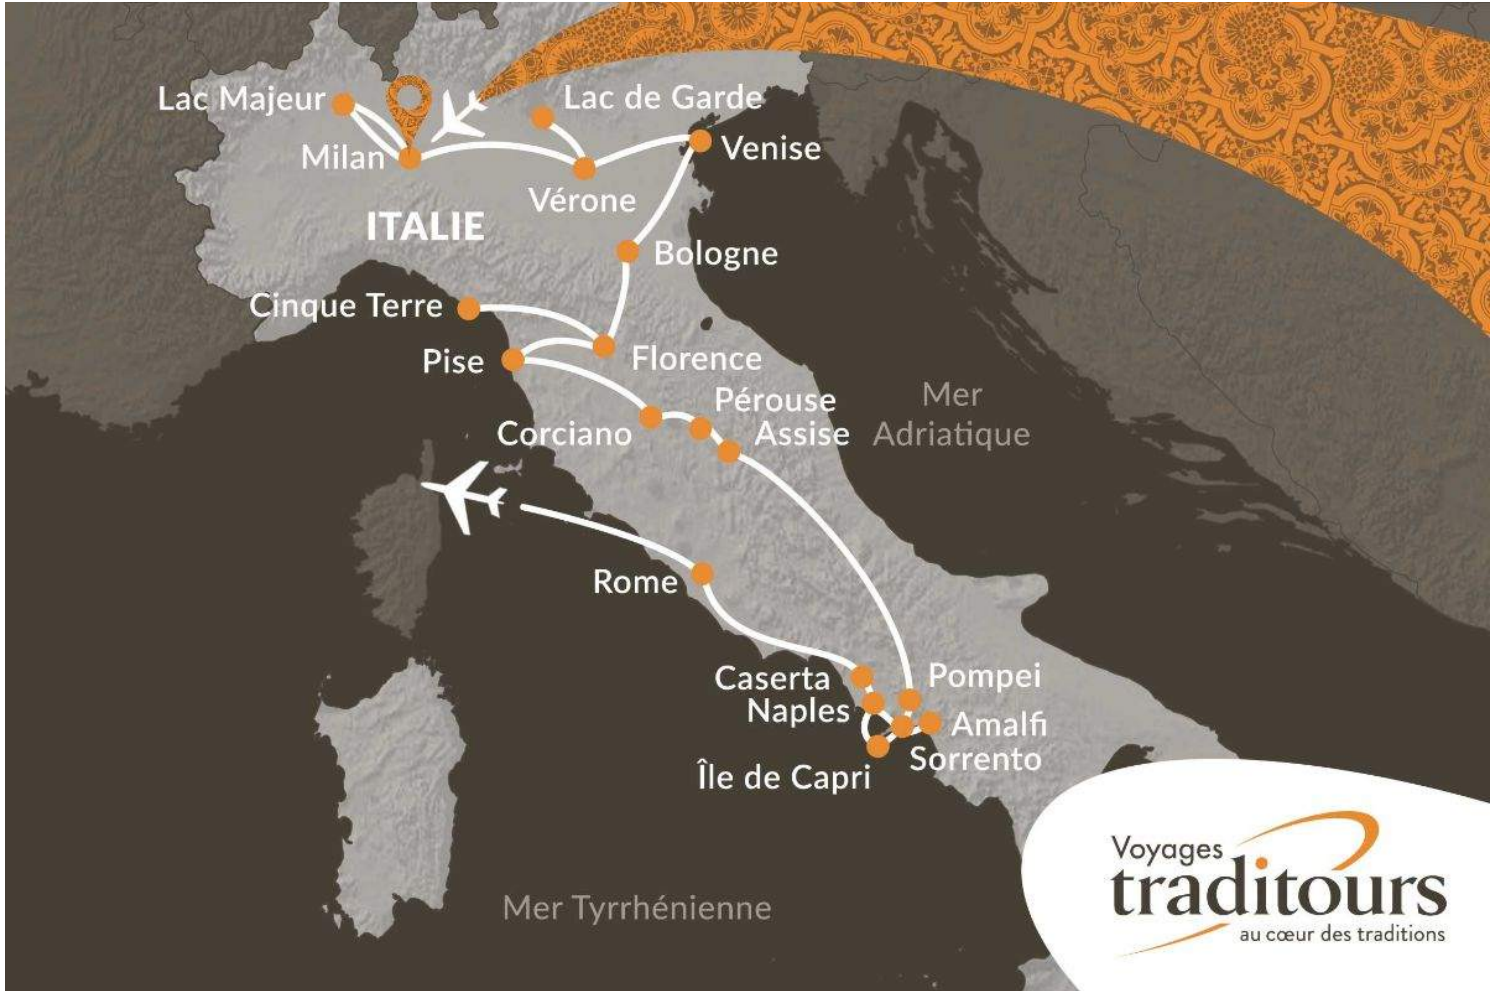 Lac Majeur
Lac de Garde
Milan
Venise
Vérone
ITALIE
Bologne
Cinque Terre
Pise
Florence
Pérouse
Mer
Adriatique
Corciano
Assise
Rome
Caserta
Pompei
Naples
Amalfi
Sorrento
Île de Capri
Mer Tyrrhénienne
Voyages
traditours
au cœur des traditions